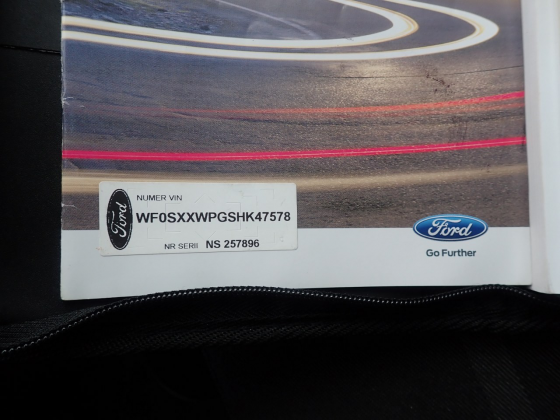 NUMER VIN
Ford
WF0SXXWPGSHK47578
NR SERII NS 257896
Ford
Go Further